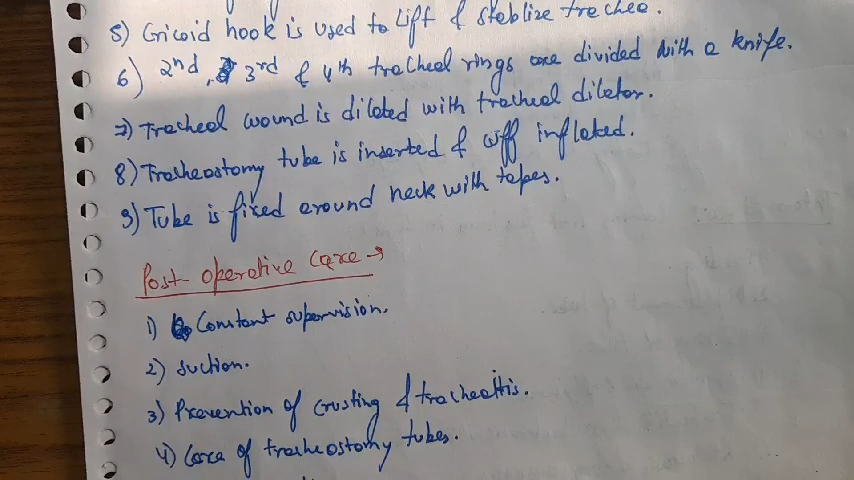 5) Cricoid hook is used to lift & stablize trachea.
6) 2nd, 3rd & 4th tracheal rings are divided with a knife.
7) Tracheal wound is dilated with tracheal dilator.
8) Tracheostomy tube is inserted & cuff inflated.
9) Tube is fixed around neck with tapes.
Post-operative care →
1) Constant supervision.
2) Suction.
3) Prevention of crusting & tracheitis.
4) Care of tracheostomy tubes.